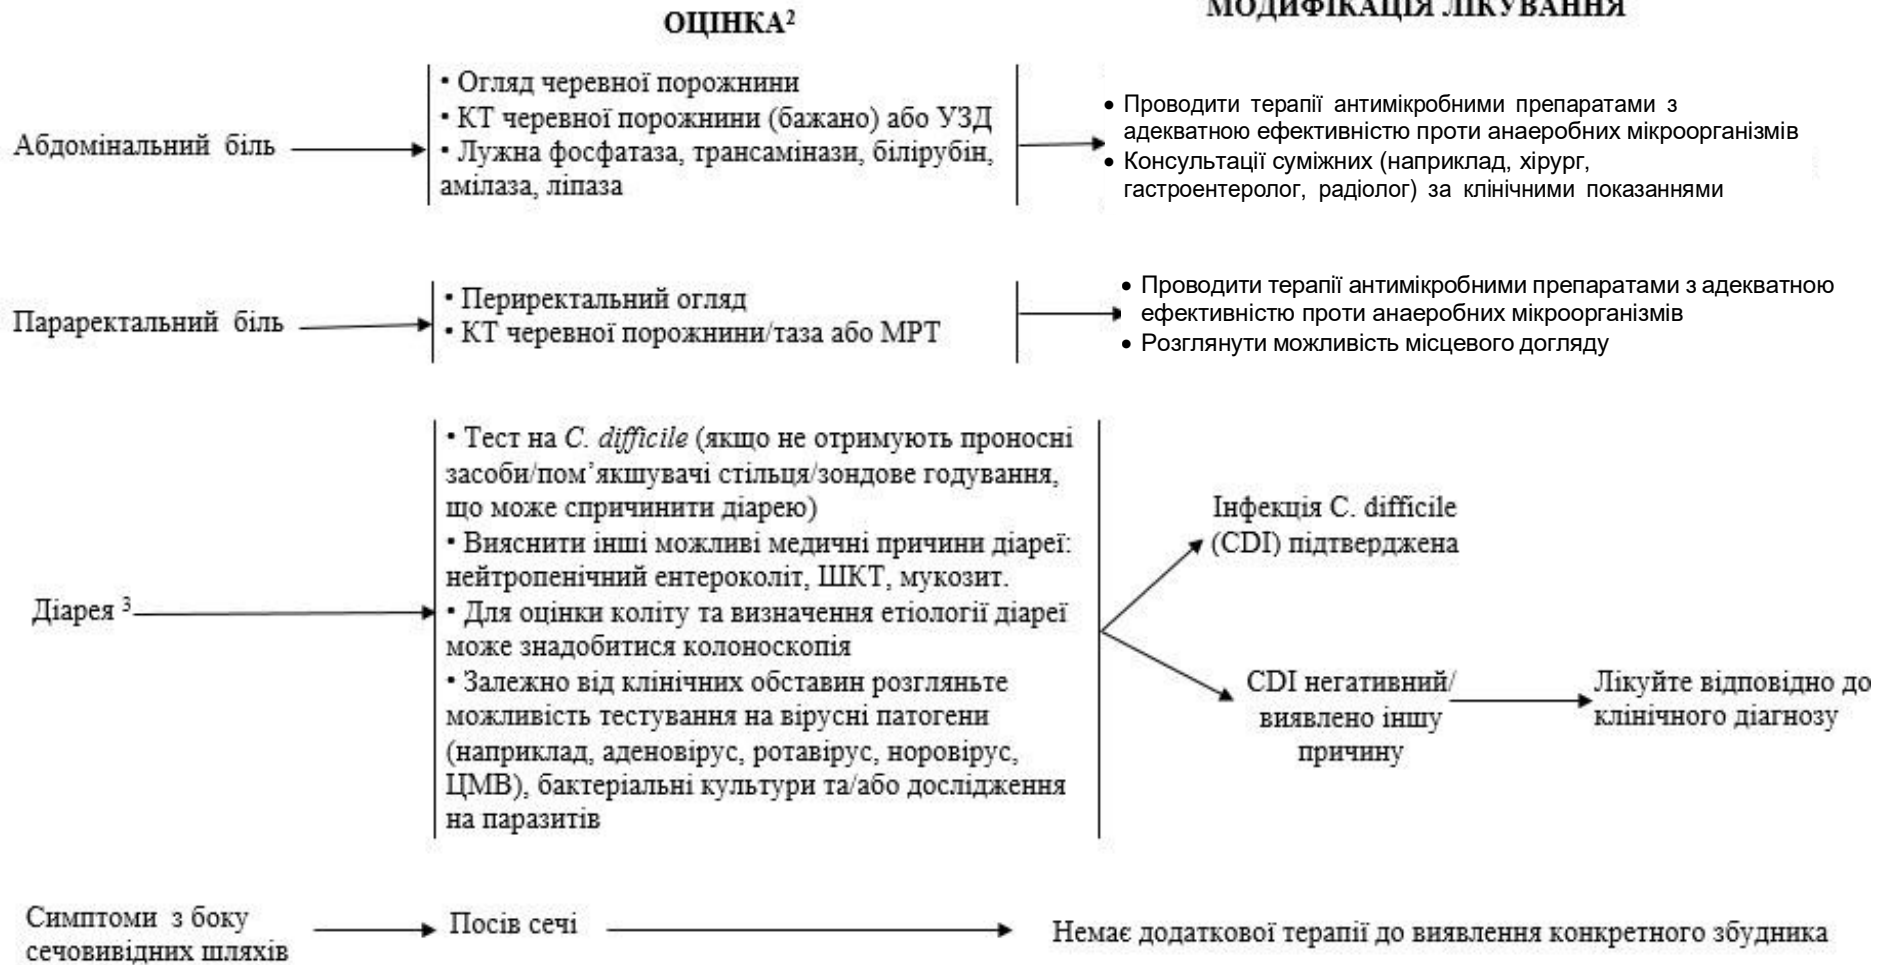 ОЦІНКА²
МОДИФІКАЦІЯ ЛІКУВАННЯ
Абдомінальний біль
• Огляд черевної порожнини
• КТ черевної порожнини (бажано) або УЗД
• Лужна фосфатаза, трансамінази, білірубін,
амілаза, ліпаза
• Проводити терапії антимікробними препаратами з
адекватною ефективністю проти анаеробних мікроорганізмів
• Консультації суміжних (наприклад, хірург,
гастроентеролог, радіолог) за клінічними показаннями
Параректальний біль
• Периректальний огляд
• КТ черевної порожнини/таза або МРТ
• Проводити терапії антимікробними препаратами з адекватною
ефективністю проти анаеробних мікроорганізмів
• Розглянути можливість місцевого догляду
Діарея ³
• Тест на C. difficile (якщо не отримують проносні
засоби/пом’якшувачі стільця/зондове годування,
що може спричинити діарею)
• Вияснити інші можливі медичні причини діареї:
нейтропенічний ентероколіт, ШКТ, мукозит.
• Для оцінки коліту та визначення етіології діареї
може знадобитися колоноскопія
• Залежно від клінічних обставин розгляньте
можливість тестування на вірусні патогени
(наприклад, аденовірус, ротавірус, норовірус,
ЦМВ), бактеріальні культури та/або дослідження
на паразитів
Інфекція C. difficile
(CDI) підтверджена
CDI негативний/
виявлено іншу
причину
Лікуйте відповідно до
клінічного діагнозу
Симптоми з боку
сечовивідних шляхів
Посів сечі
Немає додаткової терапії до виявлення конкретного збудника